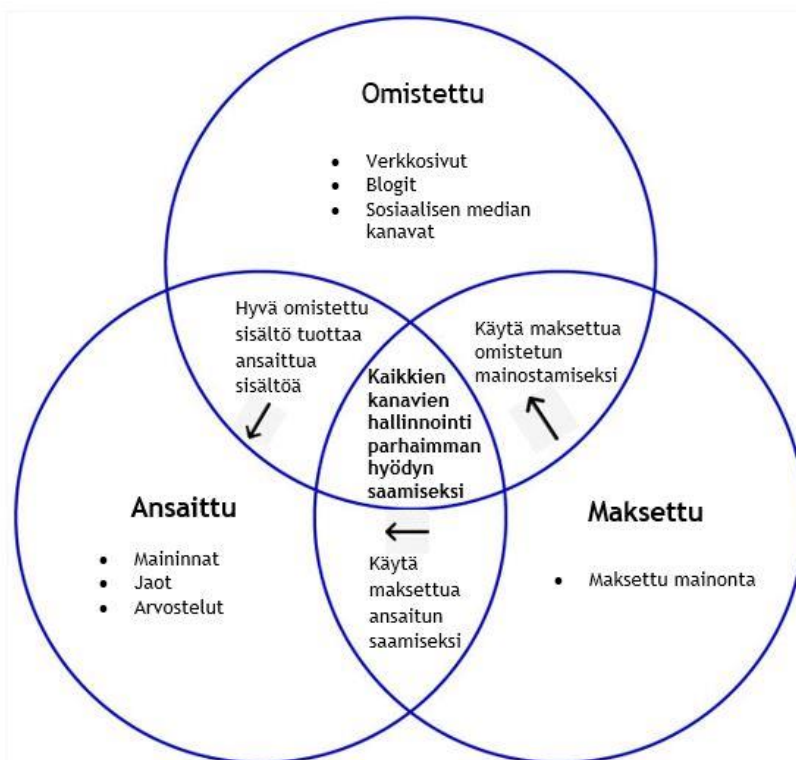 Omistettu
• Verkkosivut
• Blogit
• Sosiaalisen median
kanavat
Hyvä omistettu
sisältö tuottaa
ansaittua
sisältöä
Käytä maksettua
omistetun
mainostamiseksi
Kaikkien
kanavien
hallinnointi
parhaimman
hyödyn
saamiseksi
Ansaittu
• Maininnat
• Jaot
• Arvostelut
Käytä
maksettua
ansaitun
saamiseksi
Maksettu
• Maksettu mainonta